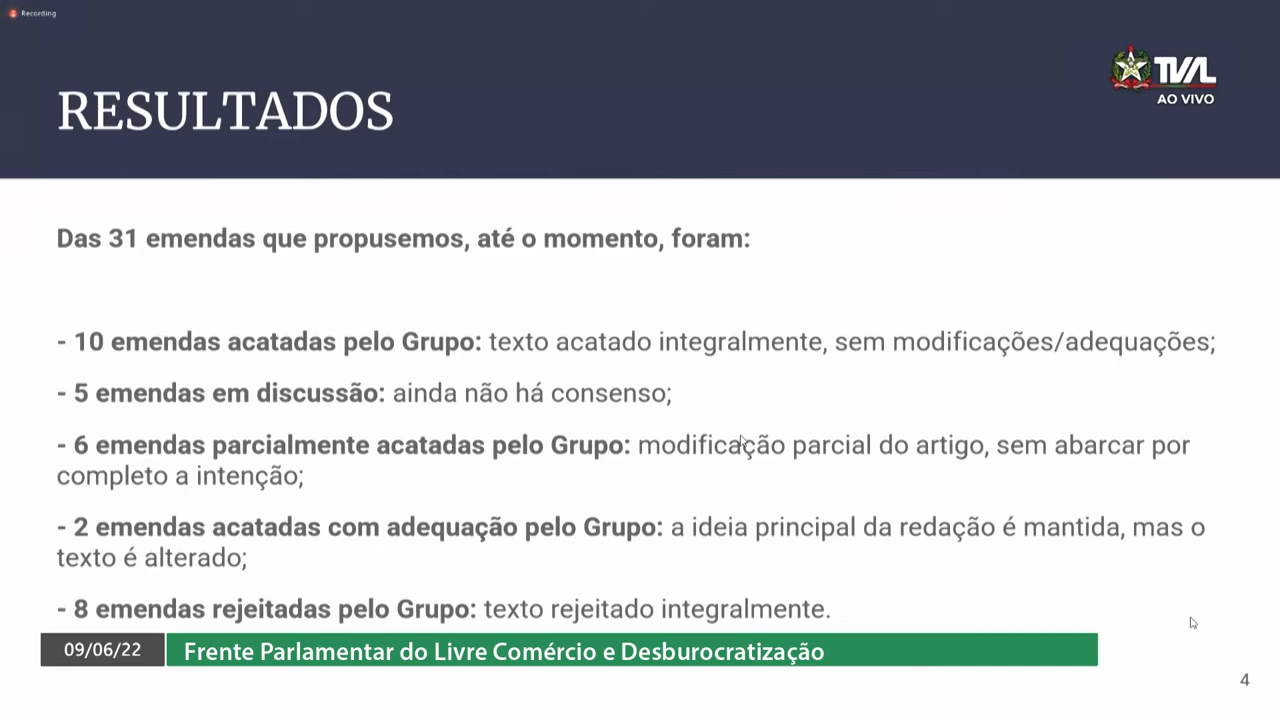 Recording
TVAL
AO VIVO
RESULTADOS
Das 31 emendas que propusemos, até o momento, foram:
- 10 emendas acatadas pelo Grupo: texto acatado integralmente, sem modificações/adequações;
- 5 emendas em discussão: ainda não há consenso;
- 6 emendas parcialmente acatadas pelo Grupo: modificação parcial do artigo, sem abarcar por
completo a intenção;
- 2 emendas acatadas com adequação pelo Grupo: a ideia principal da redação é mantida, mas o
texto é alterado;
- 8 emendas rejeitadas pelo Grupo: texto rejeitado integralmente.
09/06/22 Frente Parlamentar do Livre Comércio e Desburocratização
4